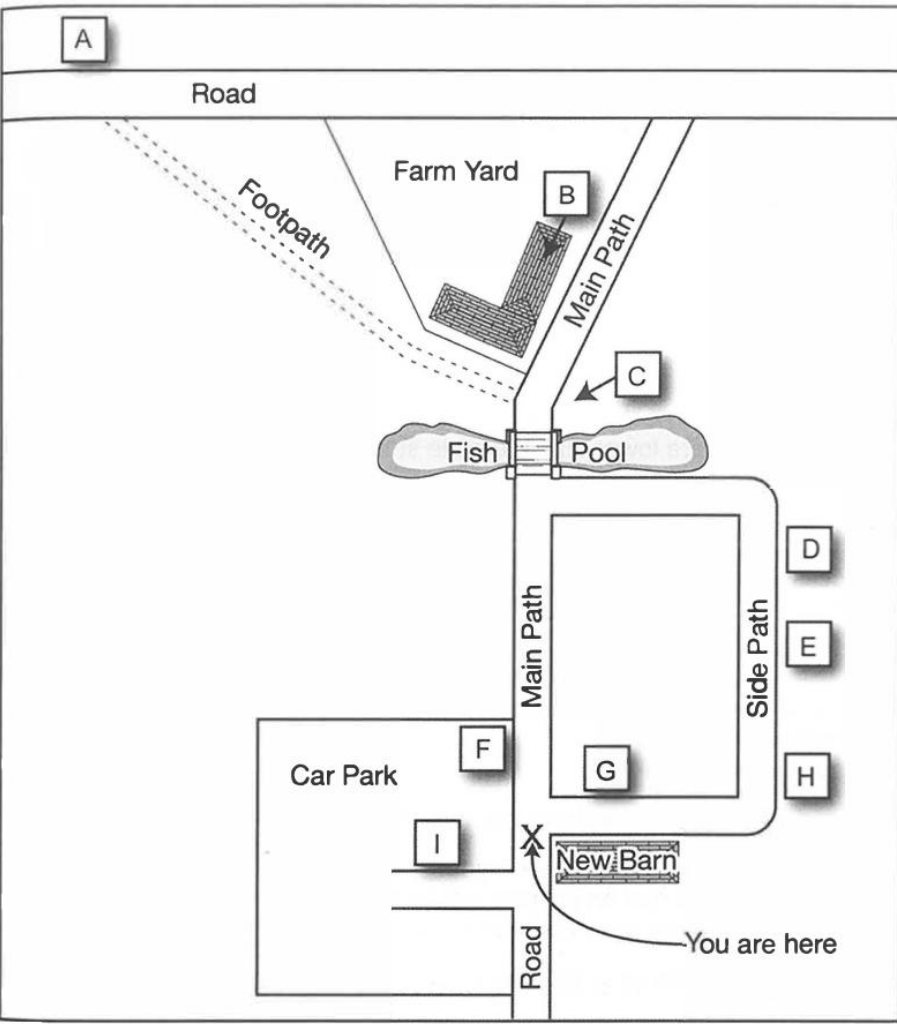 A
Road
Farm Yard
B
Footpath
Main Path
C
Fish
Pool
D
Main Path
E
Side Path
F
G
H
Car Park
I
X
New Barn
Road
You are here